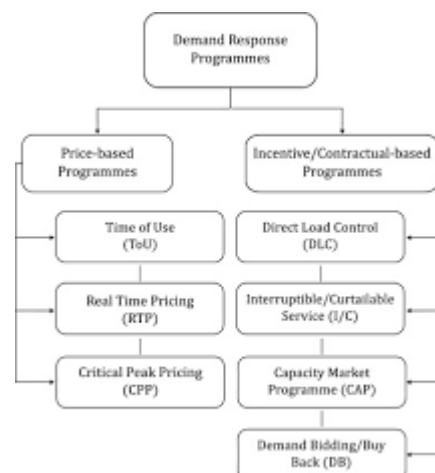 Demand Response
Programmes
Price-based
Programmes
Incentive/Contractual-based
Programmes
Time of Use
(ToU)
Direct Load Control
(DLC)
Real Time Pricing
(RTP)
Interruptible/Curtailable
Service (I/C)
Critical Peak Pricing
(CPP)
Capacity Market
Programme (CAP)
Demand Bidding/Buy
Back (DB)